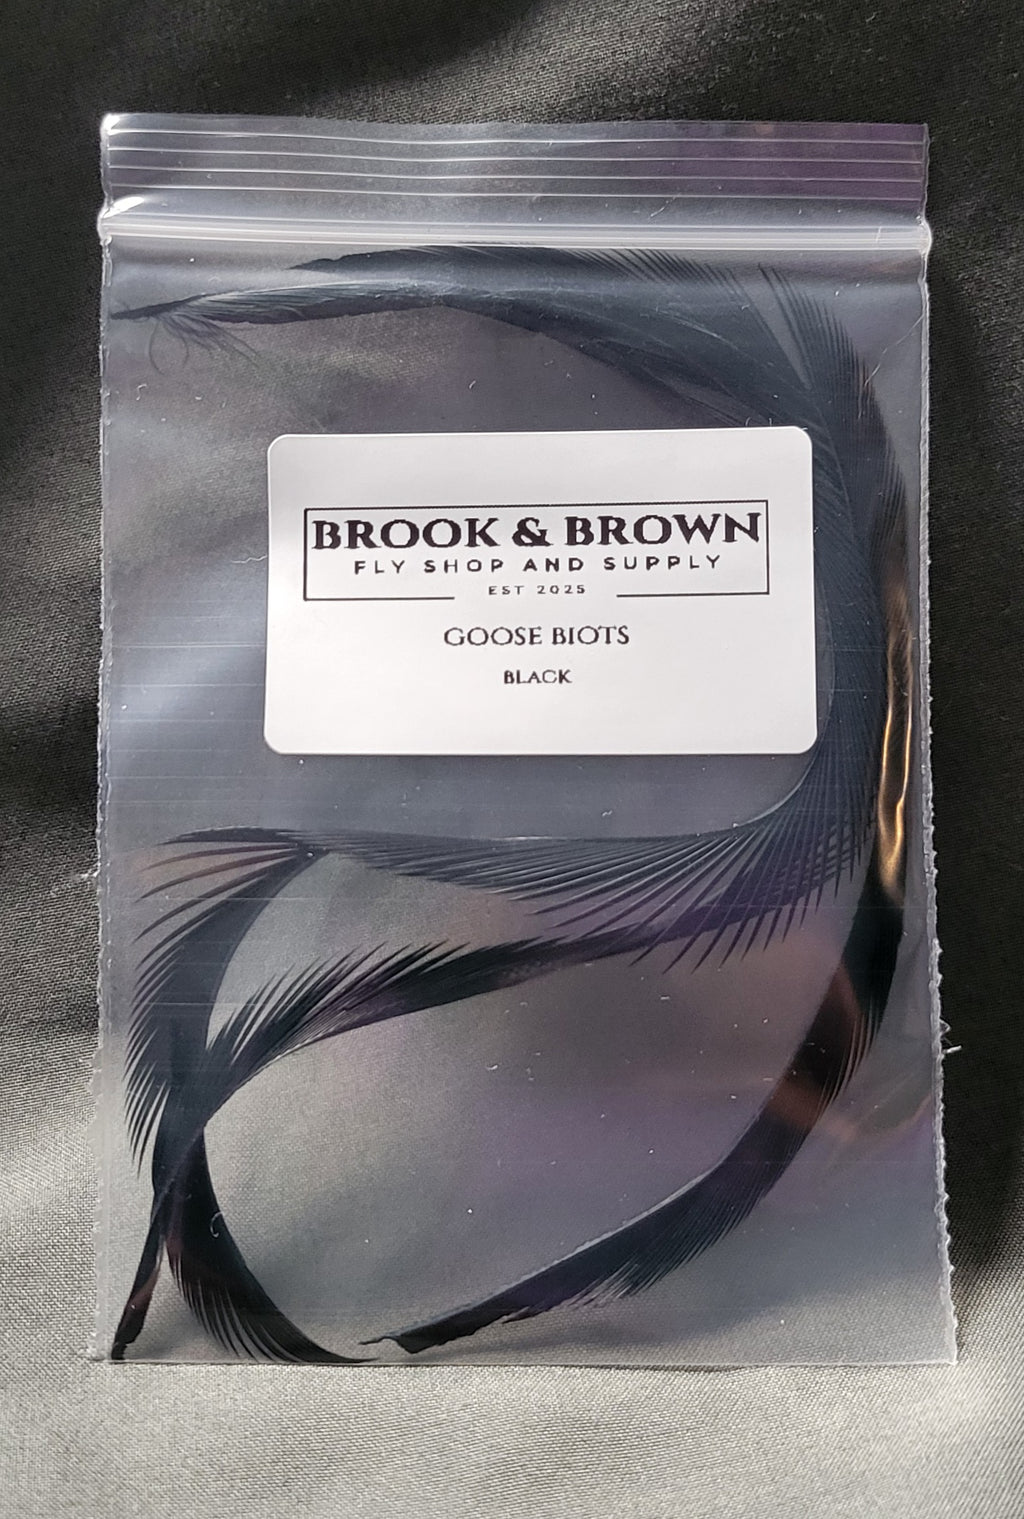 BROOK & BROWN
FLY SHOP AND SUPPLY
EST 2025
GOOSE BIOTS
BLACK